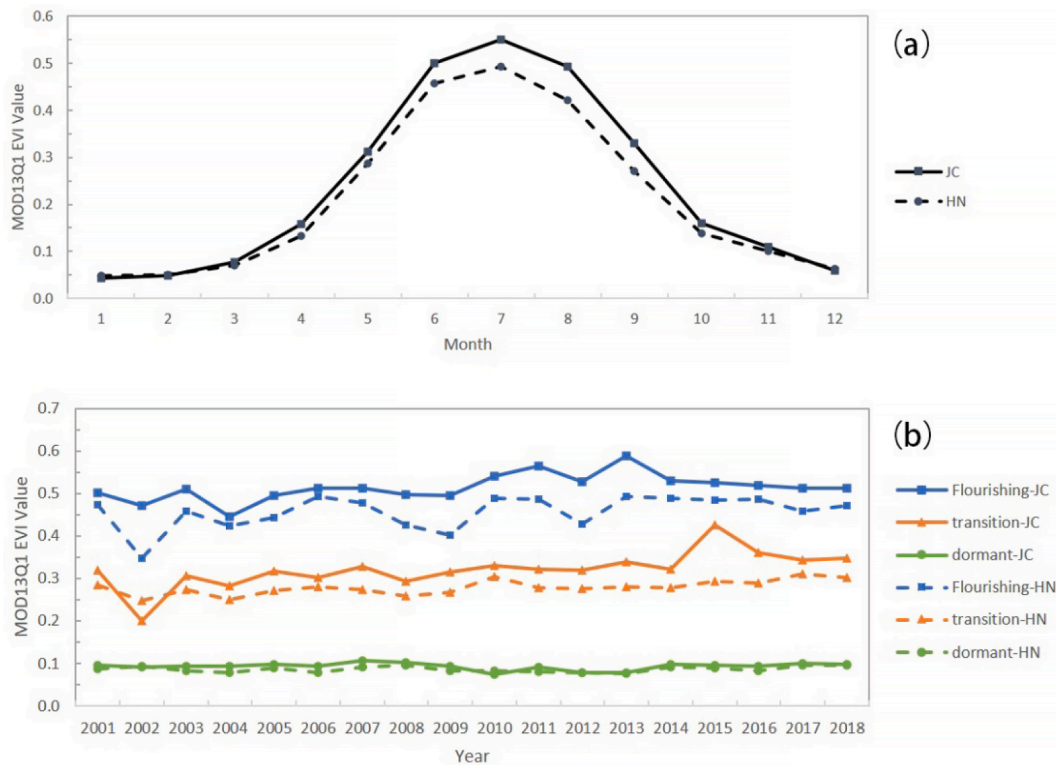 (a)
0.6
0.5
0.4
0.3
0.2
0.1
0.0
MOD13Q1 EVI Value
1 2 3 4 5 6 7 8 9 10 11 12
Month
JC
HN
(b)
0.7
0.6
0.5
0.4
0.3
0.2
0.1
0.0
MOD13Q1 EVI Value
2001 2002 2003 2004 2005 2006 2007 2008 2009 2010 2011 2012 2013 2014 2015 2016 2017 2018
Year
Flourishing-JC
transition-JC
dormant-JC
Flourishing-HN
transition-HN
dormant-HN